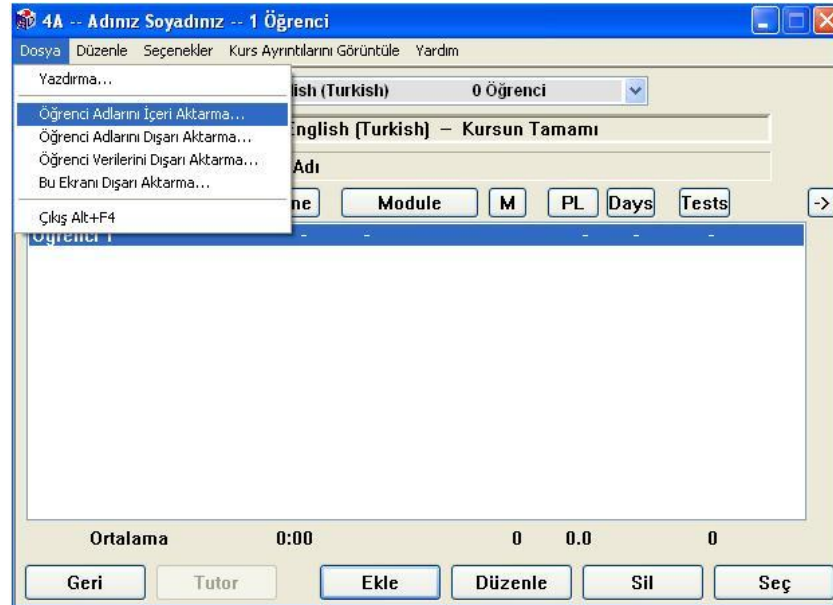 4A -- Adınız Soyadınız -- 1 Öğrenci
Dosya Düzenle Seçenekler Kurs Ayrıntılarını Görüntüle Yardım
Yazdırma...
Öğrenci Adlarını İçeri Aktarma...
Öğrenci Adlarını Dışarı Aktarma...
Öğrenci Verilerini Dışarı Aktarma...
Bu Ekranı Dışarı Aktarma...
Çıkış Alt+F4
lish (Turkish) 0 Öğrenci
English (Turkish) – Kursun Tamamı
Adı
ne Module M PL Days Tests ->
Öğrenci 1 - - - - -
Ortalama 0:00 0 0.0 0
Geri Tutor Ekle Düzenle Sil Seç